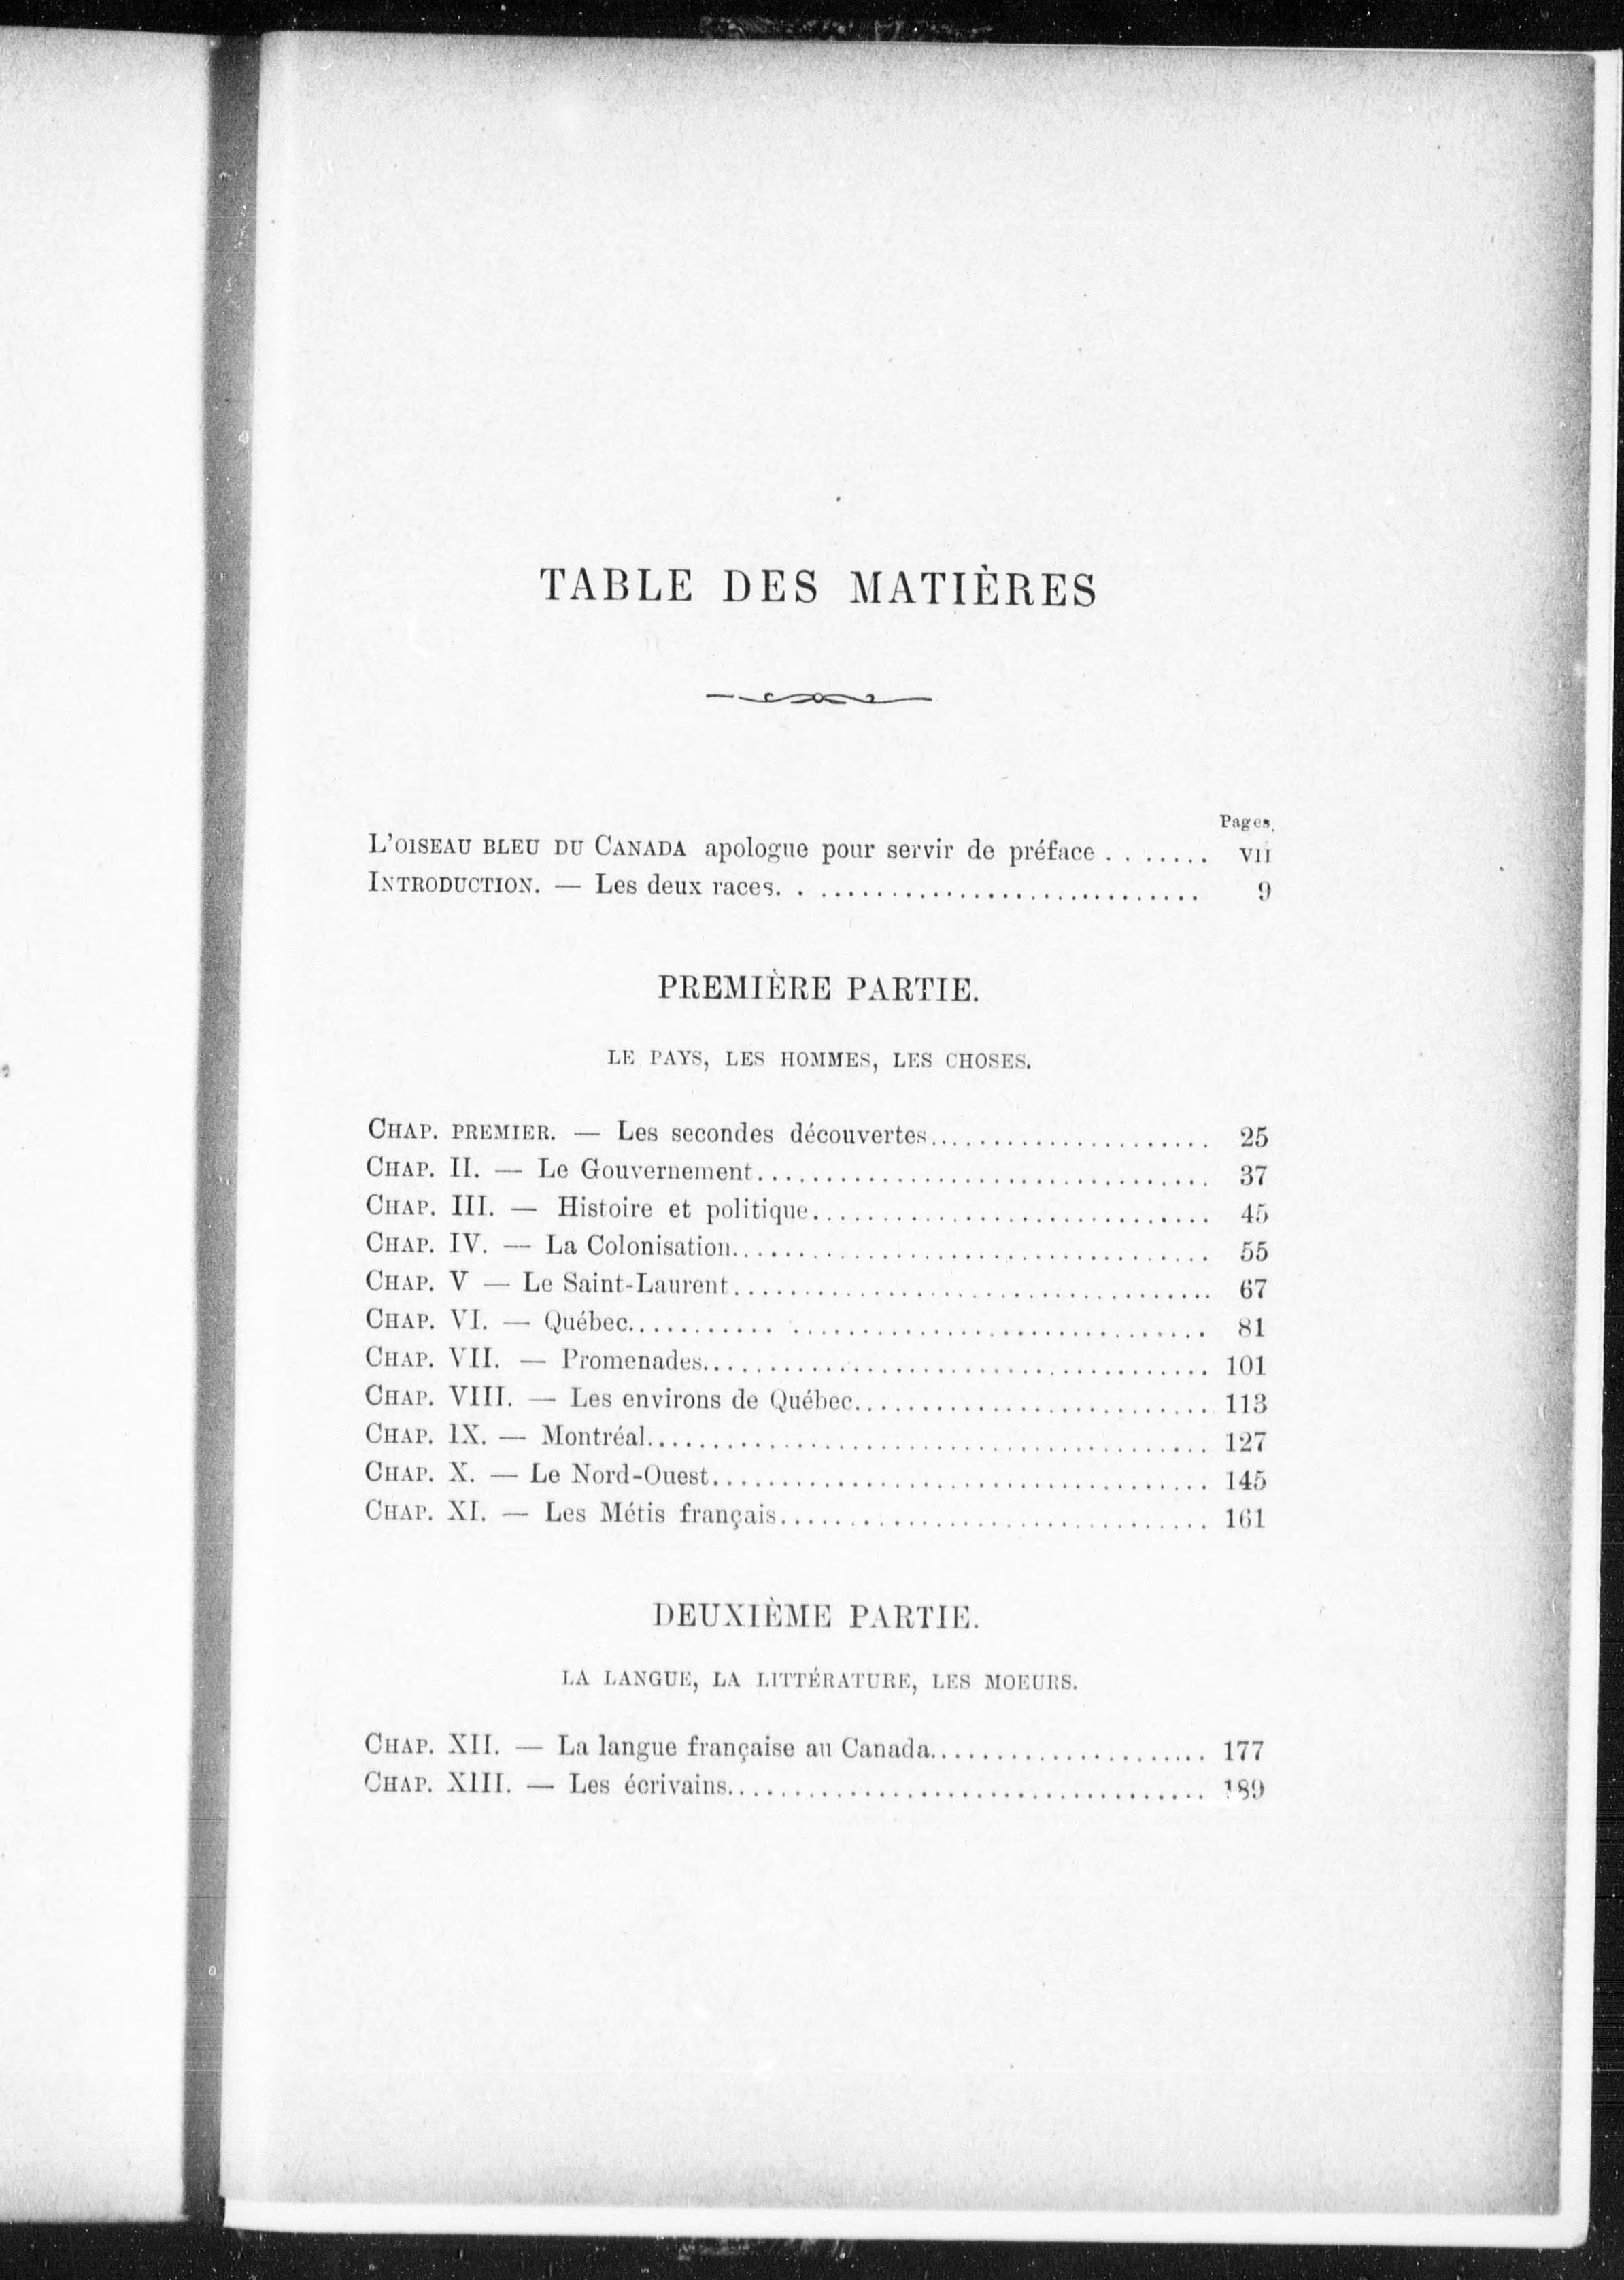 TABLE DES MATIÈRES
Pages.
L'OISEAU BLEU DU CANADA apologue pour servir de préface ........ VII
INTRODUCTION. — Les deux races. . .............................. 9
PREMIÈRE PARTIE.
LE PAYS, LES HOMMES, LES CHOSES.
CHAP. PREMIER. — Les secondes découvertes...................... 25
CHAP. II. — Le Gouvernement.................................... 37
CHAP. III. — Histoire et politique................................ 45
CHAP. IV. — La Colonisation..................................... 55
CHAP. V — Le Saint-Laurent..................................... 67
CHAP. VI. — Québec............ ................................ 81
CHAP. VII. — Promenades........................................ 101
CHAP. VIII. — Les environs de Québec............................ 113
CHAP. IX. — Montréal............................................ 127
CHAP. X. — Le Nord-Ouest....................................... 145
CHAP. XI. — Les Métis français.................................. 161
DEUXIÈME PARTIE.
LA LANGUE, LA LITTÉRATURE, LES MOEURS.
CHAP. XII. — La langue française au Canada...................... 177
CHAP. XIII. — Les écrivains...................................... 189